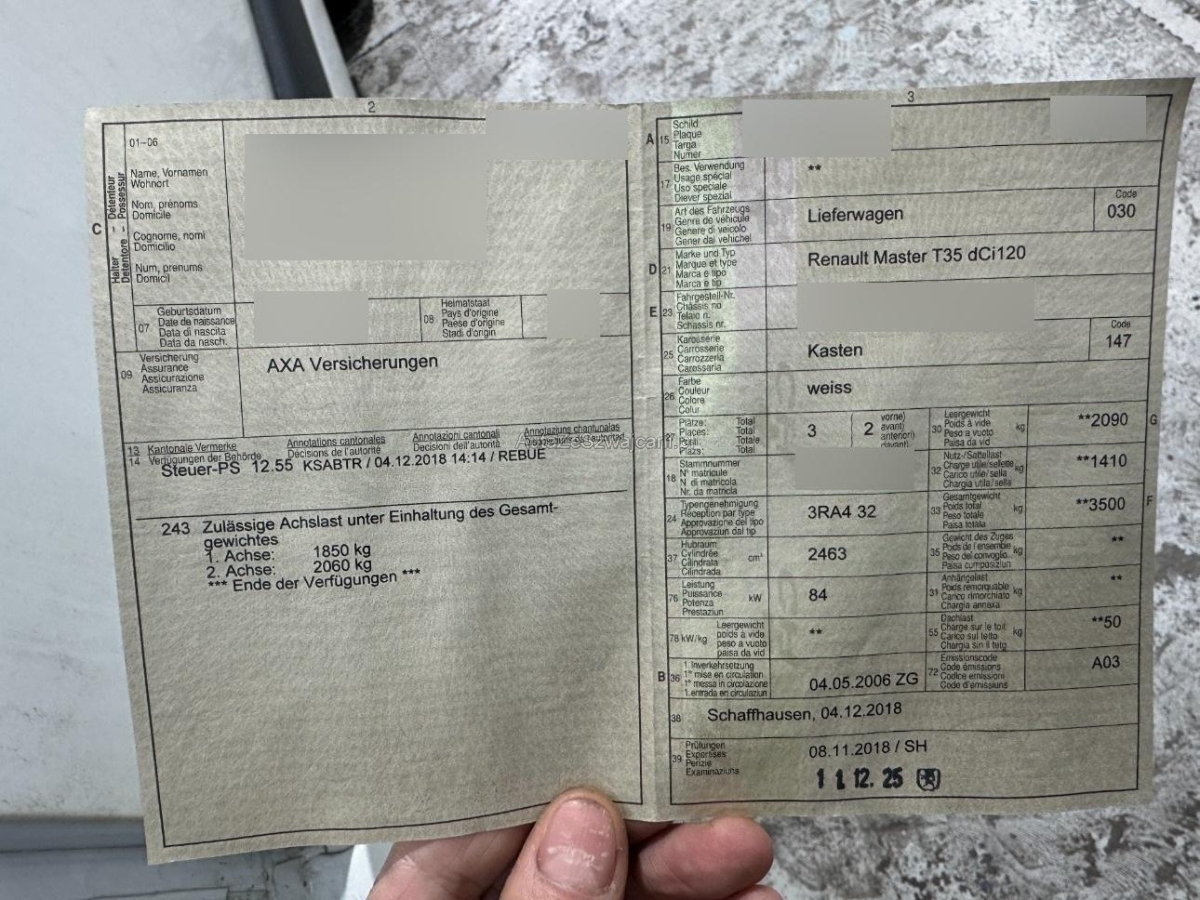 2
01-06
C
Halter - Detenteur
Detentore - Possessur
Name, Vornamen
Wohnort
Nom, prénoms
Domicile
Cognome, nomi
Domicilio
Num, prenums
Domicil
07
Geburtsdatum
Date de naissance
Data di nascita
Data da nasch.
08
Heimatstaat
Pays d'origine
Paese d'origine
Stadi d'origin
09
Versicherung
Assurance
Assicurazione
Assicuranza
AXA Versicherungen
13 Kantonale Vermerke
14 Verfügungen der Behörde
Annotations cantonales
Décisions de l'autorité
Annotazioni cantonali
Decisioni dell'autorità
Annotaziuns chantunalas
Steuer-PS 12.55 KSABTR / 04.12.2018 14:14 / REBUE
243 Zulässige Achslast unter Einhaltung des Gesamt-
gewichtes
1. Achse: 1850 kg
2. Achse: 2060 kg
*** Ende der Verfügungen ***
3
A 15
Schild
Plaque
Targa
Numer
17
Bes. Verwendung
Usage spécial
Uso speciale
Diever spezial
**
19
Art des Fahrzeugs
Genre de véhicule
Genere di veicolo
Gener dal vehichel
Lieferwagen
Code
030
D 21
Marke und Typ
Marque et type
Marca e tipo
Marca e tip
Renault Master T35 dCi120
E 23
Fahrgestell-Nr.
Châssis no
Telaio n.
Schassis nr.
25
Karosserie
Carrosserie
Carrozzeria
Carossaria
Kasten
Code
147
26
Farbe
Couleur
Colore
Colur
weiss
Plätze: Total
Places: Total
Posti: Totale
Plazs: Total
3
2
vorne)
avant)
anteriori)
davant)
30
Leergewicht
Poids à vide
Peso a vuoto
Paisa da vid
kg
**2090
G
18
Stammnummer
N° matricule
N. di matricola
Nr. da matricla
32
Nutz-/Sattellast
Charge utile/sellette
Carico utile/sella
Chargia utila/sella
kg
**1410
24
Typengenehmigung
Réception par type
Approvazione del tipo
Approvaziun dal tip
3RA4 32
33
Gesamtgewicht
Poids total
Peso totale
Paisa totala
kg
**3500
F
37
Hubraum
Cylindrée
Cilindrata
Cilindrada
cm³
2463
35
Gewicht des Zuges
Poids de l'ensemble
Peso del convoglio
Paisa cumposiziun
kg
**
76
Leistung
Puissance
Potenza
Prestaziun
kW
84
31
Anhängelast
Poids remorquable
Carico rimorchiato
Chargia annexa
kg
**
78 kW/kg
Leergewicht
poids à vide
peso a vuoto
paisa da vid
**
55
Dachlast
Charge sur le toit
Carico sul tetto
Chargia sin il tetg
kg
**50
B 36
1. Inverkehrsetzung
1re mise en circulation
1a messa in circolazione
1. entrada en circulaziun
04.05.2006 ZG
72
Emissionscode
Code émissions
Codice emissioni
Code d'emissiuns
A03
38
Schaffhausen, 04.12.2018
39
Prüfungen
Expertises
Perizie
Examinaziuns
08.11.2018 / SH
11.12.25